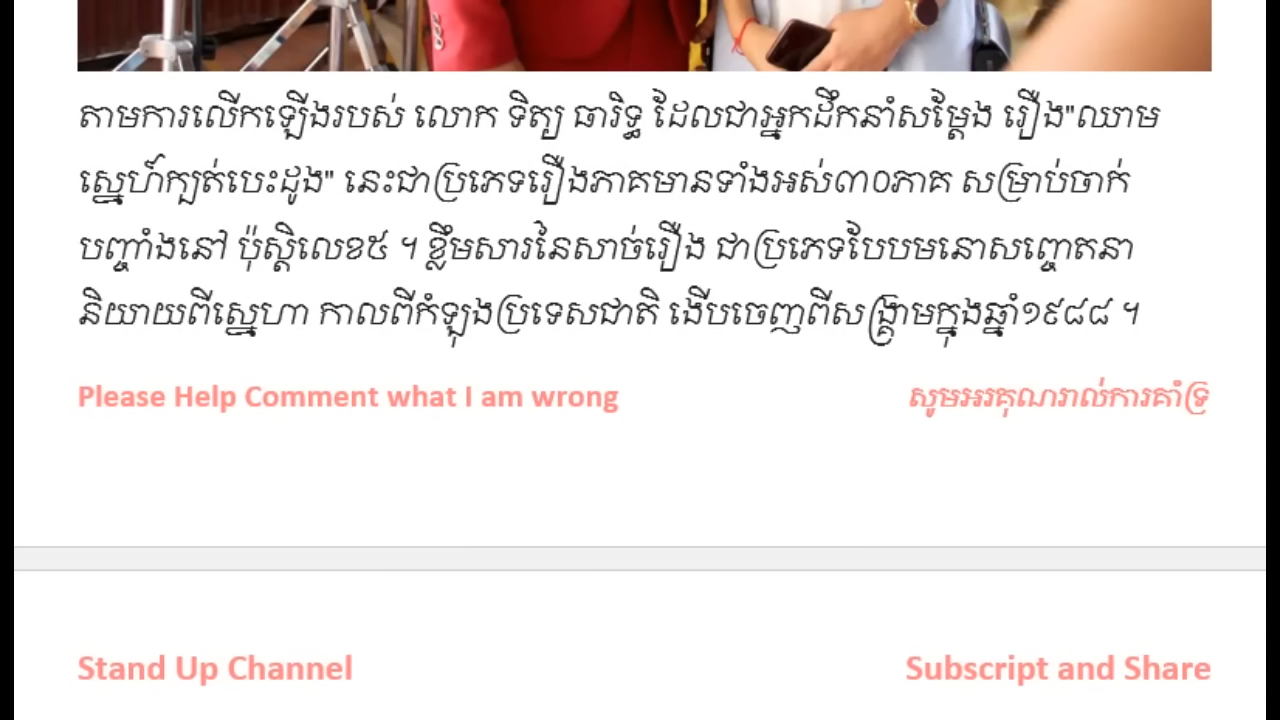 តាមការលើកឡើងរបស់ លោក ទិត្យ ធារិទ្ធ ដែលជាអ្នកដឹកនាំសម្តែង រឿង"ឈាម
ស្នេហ៍ក្បត់បេះដូង" នេះជាប្រភេទរឿងភាគមានទាំងអស់៣០ភាគ សម្រាប់ចាក់
បញ្ចាំងនៅ ប៉ុស្តិលេខ៥ ។ ខ្លឹមសារនៃសាច់រឿង ជាប្រភេទបែបមនោសញ្ចេតនា
និយាយពីស្នេហា កាលពីកំឡុងប្រទេសជាតិ ងើបចេញពីសង្គ្រាមក្នុងឆ្នាំ១៩៨៨ ។
Please Help Comment what I am wrong សូមអរគុណរាល់ការគាំទ្រ
Stand Up Channel Subscript and Share